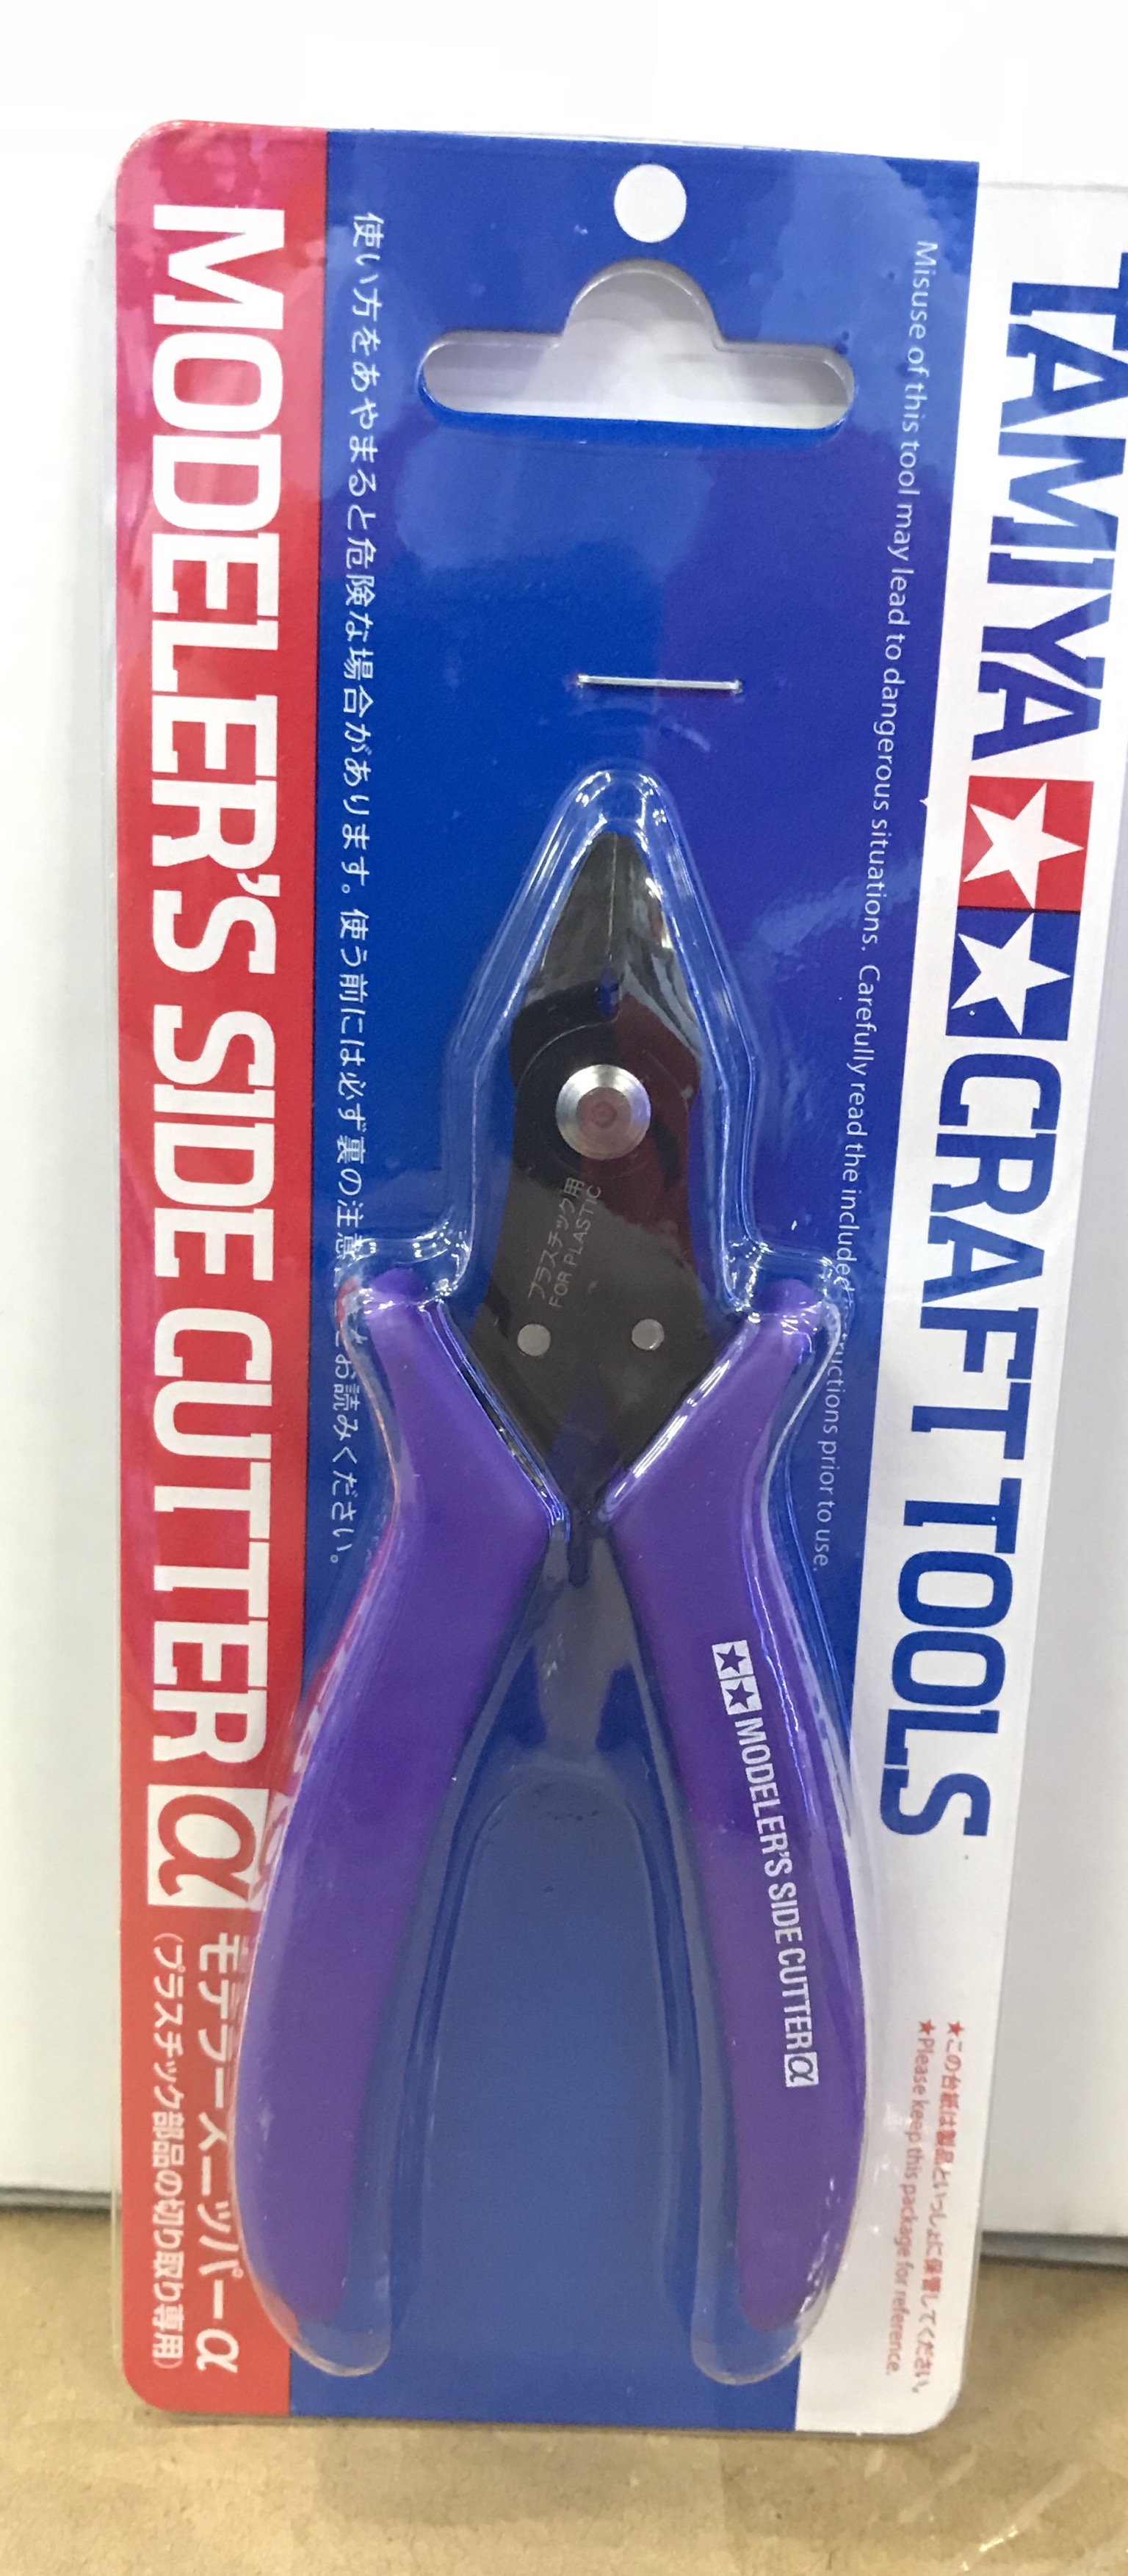 TAMIYA CRAFT TOOLS
Misuse of this tool may lead to dangerous situations. Carefully read the included instructions prior to use.
使い方をあやまると危険な場合があります。使う前には必ず裏の注意 お読みください。
MODELER'S SIDE CUTTER α
モデラーズニッパーα
(プラスチック部品の切り取り専用)
プラスチック用
FOR PLASTIC
MODELER'S SIDE CUTTER α
★この台紙は製品といっしょに保管してください。
★Please keep this package for reference.